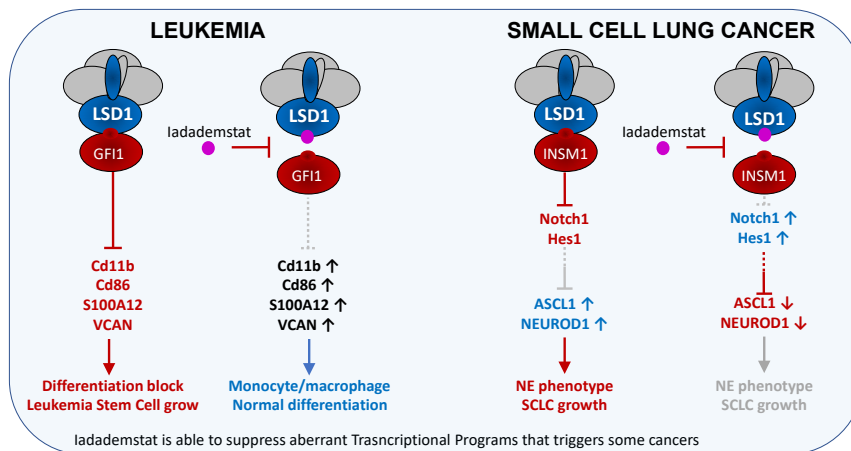 LEUKEMIA
LSD1
GFI1
Cd11b
Cd86
S100A12
VCAN
Differentiation block
Leukemia Stem Cell grow
Iadademstat
LSD1
GFI1
Cd11b ↑
Cd86 ↑
S100A12 ↑
VCAN ↑
Monocyte/macrophage
Normal differentiation
SMALL CELL LUNG CANCER
LSD1
INSM1
Notch1
Hes1
ASCL1 ↑
NEUROD1 ↑
NE phenotype
SCLC growth
Iadademstat
LSD1
INSM1
Notch1 ↑
Hes1 ↑
ASCL1 ↓
NEUROD1 ↓
NE phenotype
SCLC growth
Iadademstat is able to suppress aberrant Trasncriptional Programs that triggers some cancers